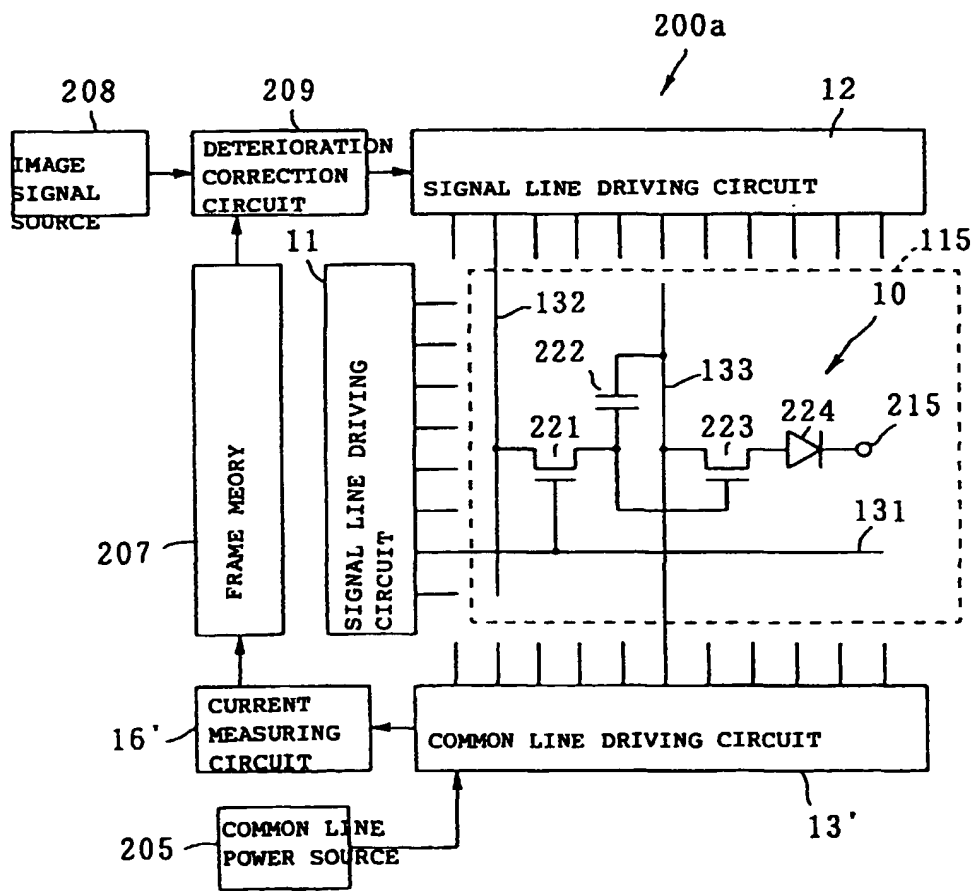 200a
208
209
12
IMAGE
SIGNAL
SOURCE
DETERIORATION
CORRECTION
CIRCUIT
SIGNAL LINE DRIVING CIRCUIT
11
115
132
10
222
133
224
215
221
223
131
207
FRAME MEORY
SIGNAL LINE DRIVING
CIRCUIT
16'
CURRENT
MEASURING
CIRCUIT
COMMON LINE DRIVING CIRCUIT
13'
205
COMMON LINE
POWER SOURCE